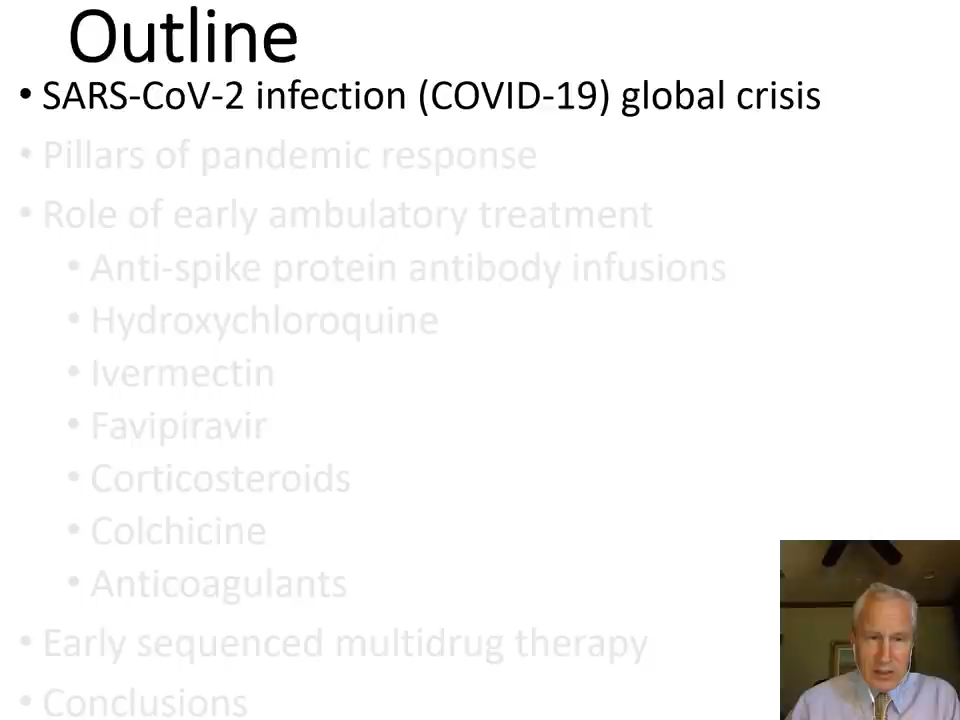 Outline
• SARS-CoV-2 infection (COVID-19) global crisis
• Pillars of pandemic response
• Role of early ambulatory treatment
• Anti-spike protein antibody infusions
• Hydroxychloroquine
• Ivermectin
• Favipiravir
• Corticosteroids
• Colchicine
• Anticoagulants
• Early sequenced multidrug therapy
• Conclusions